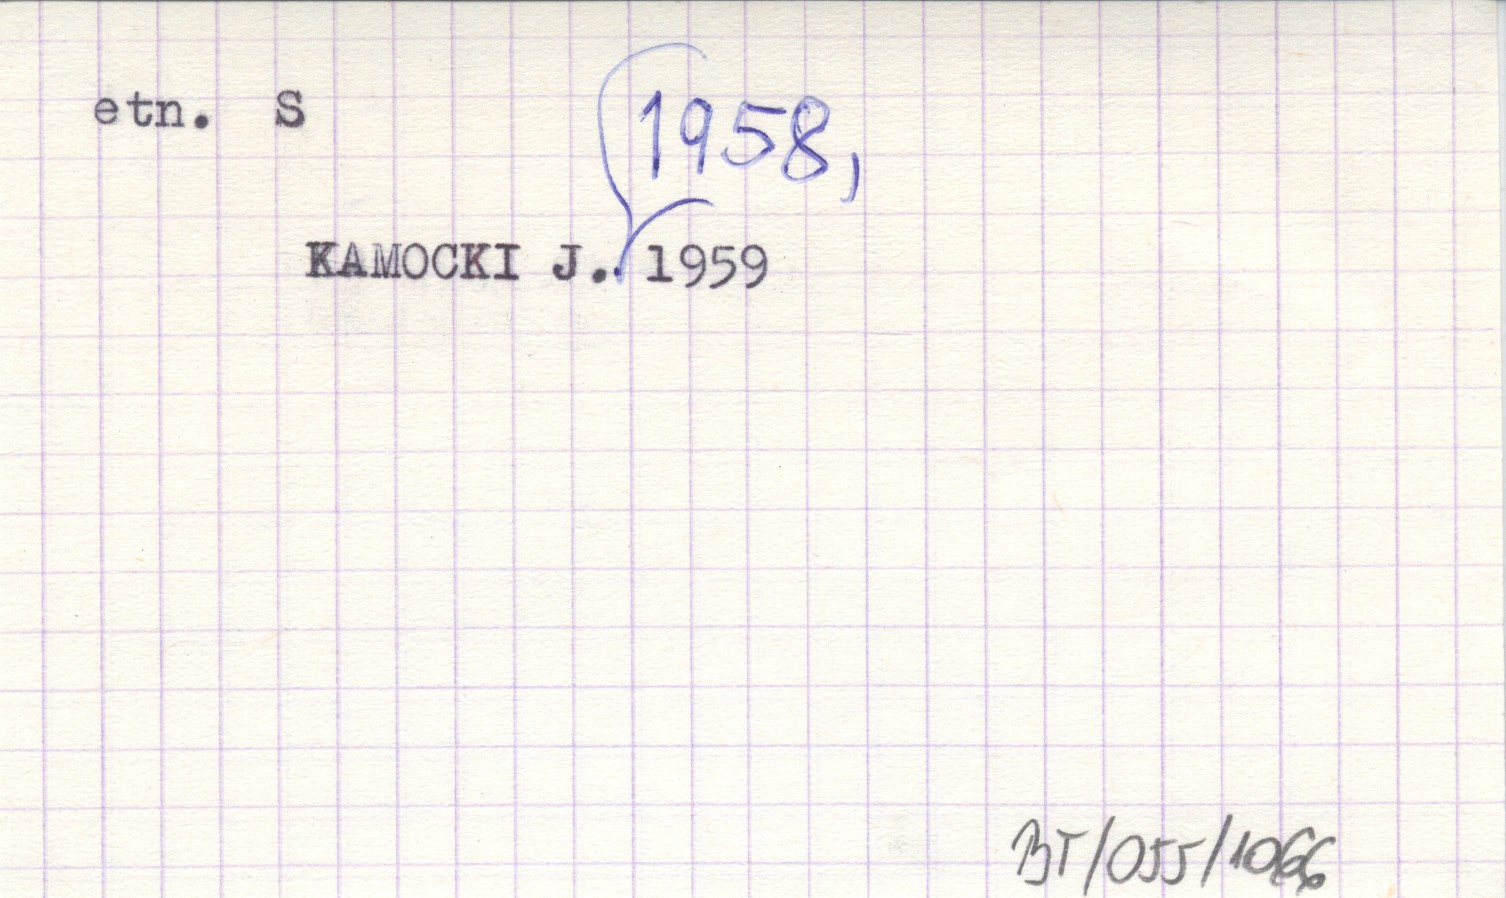 etn. S
1958,
KAMOCKI J.. 1959
BT/055/1066